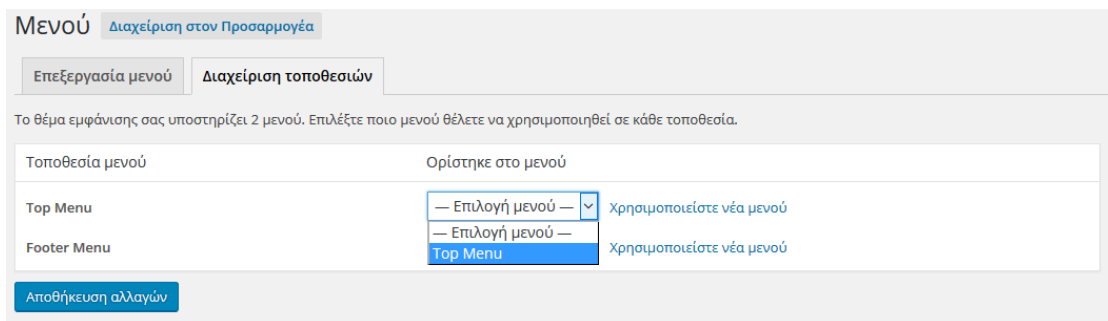 Μενού Διαχείριση στον Προσαρμογέα
Επεξεργασία μενού Διαχείριση τοποθεσιών
Το θέμα εμφάνισης σας υποστηρίζει 2 μενού. Επιλέξτε ποιο μενού θέλετε να χρησιμοποιηθεί σε κάθε τοποθεσία.
Τοποθεσία μενού Ορίστηκε στο μενού
Top Menu — Επιλογή μενού — Χρησιμοποιείστε νέα μενού
— Επιλογή μενού —
Footer Menu Top Menu Χρησιμοποιείστε νέα μενού
Αποθήκευση αλλαγών